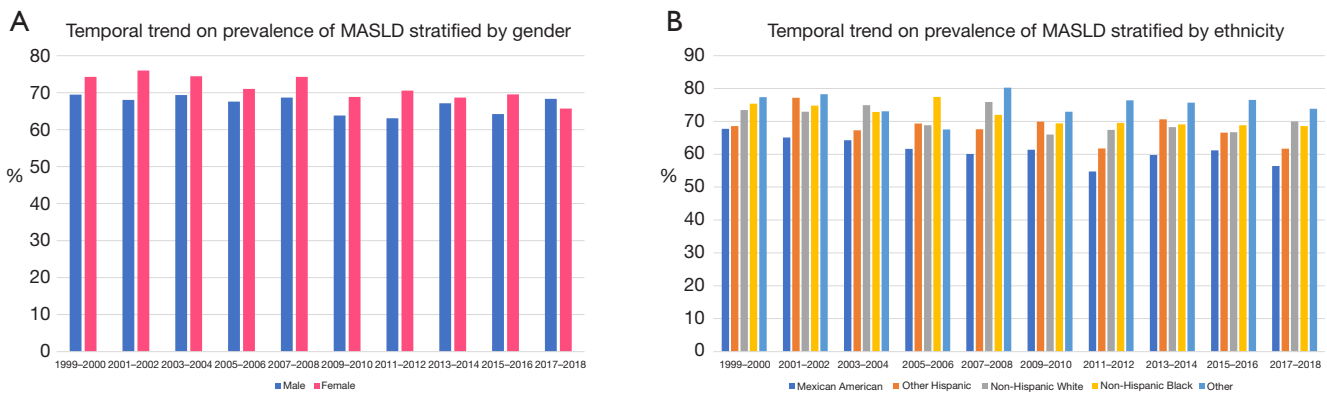 A
Temporal trend on prevalence of MASLD stratified by gender
80
70
60
50
%
40
30
20
10
0
1999–2000 2001–2002 2003–2004 2005–2006 2007–2008 2009–2010 2011–2012 2013–2014 2015–2016 2017–2018
Male Female
B
Temporal trend on prevalence of MASLD stratified by ethnicity
90
80
70
60
%
50
40
30
20
10
0
1999–2000 2001–2002 2003–2004 2005–2006 2007–2008 2009–2010 2011–2012 2013–2014 2015–2016 2017–2018
Mexican American Other Hispanic Non-Hispanic White Non-Hispanic Black Other